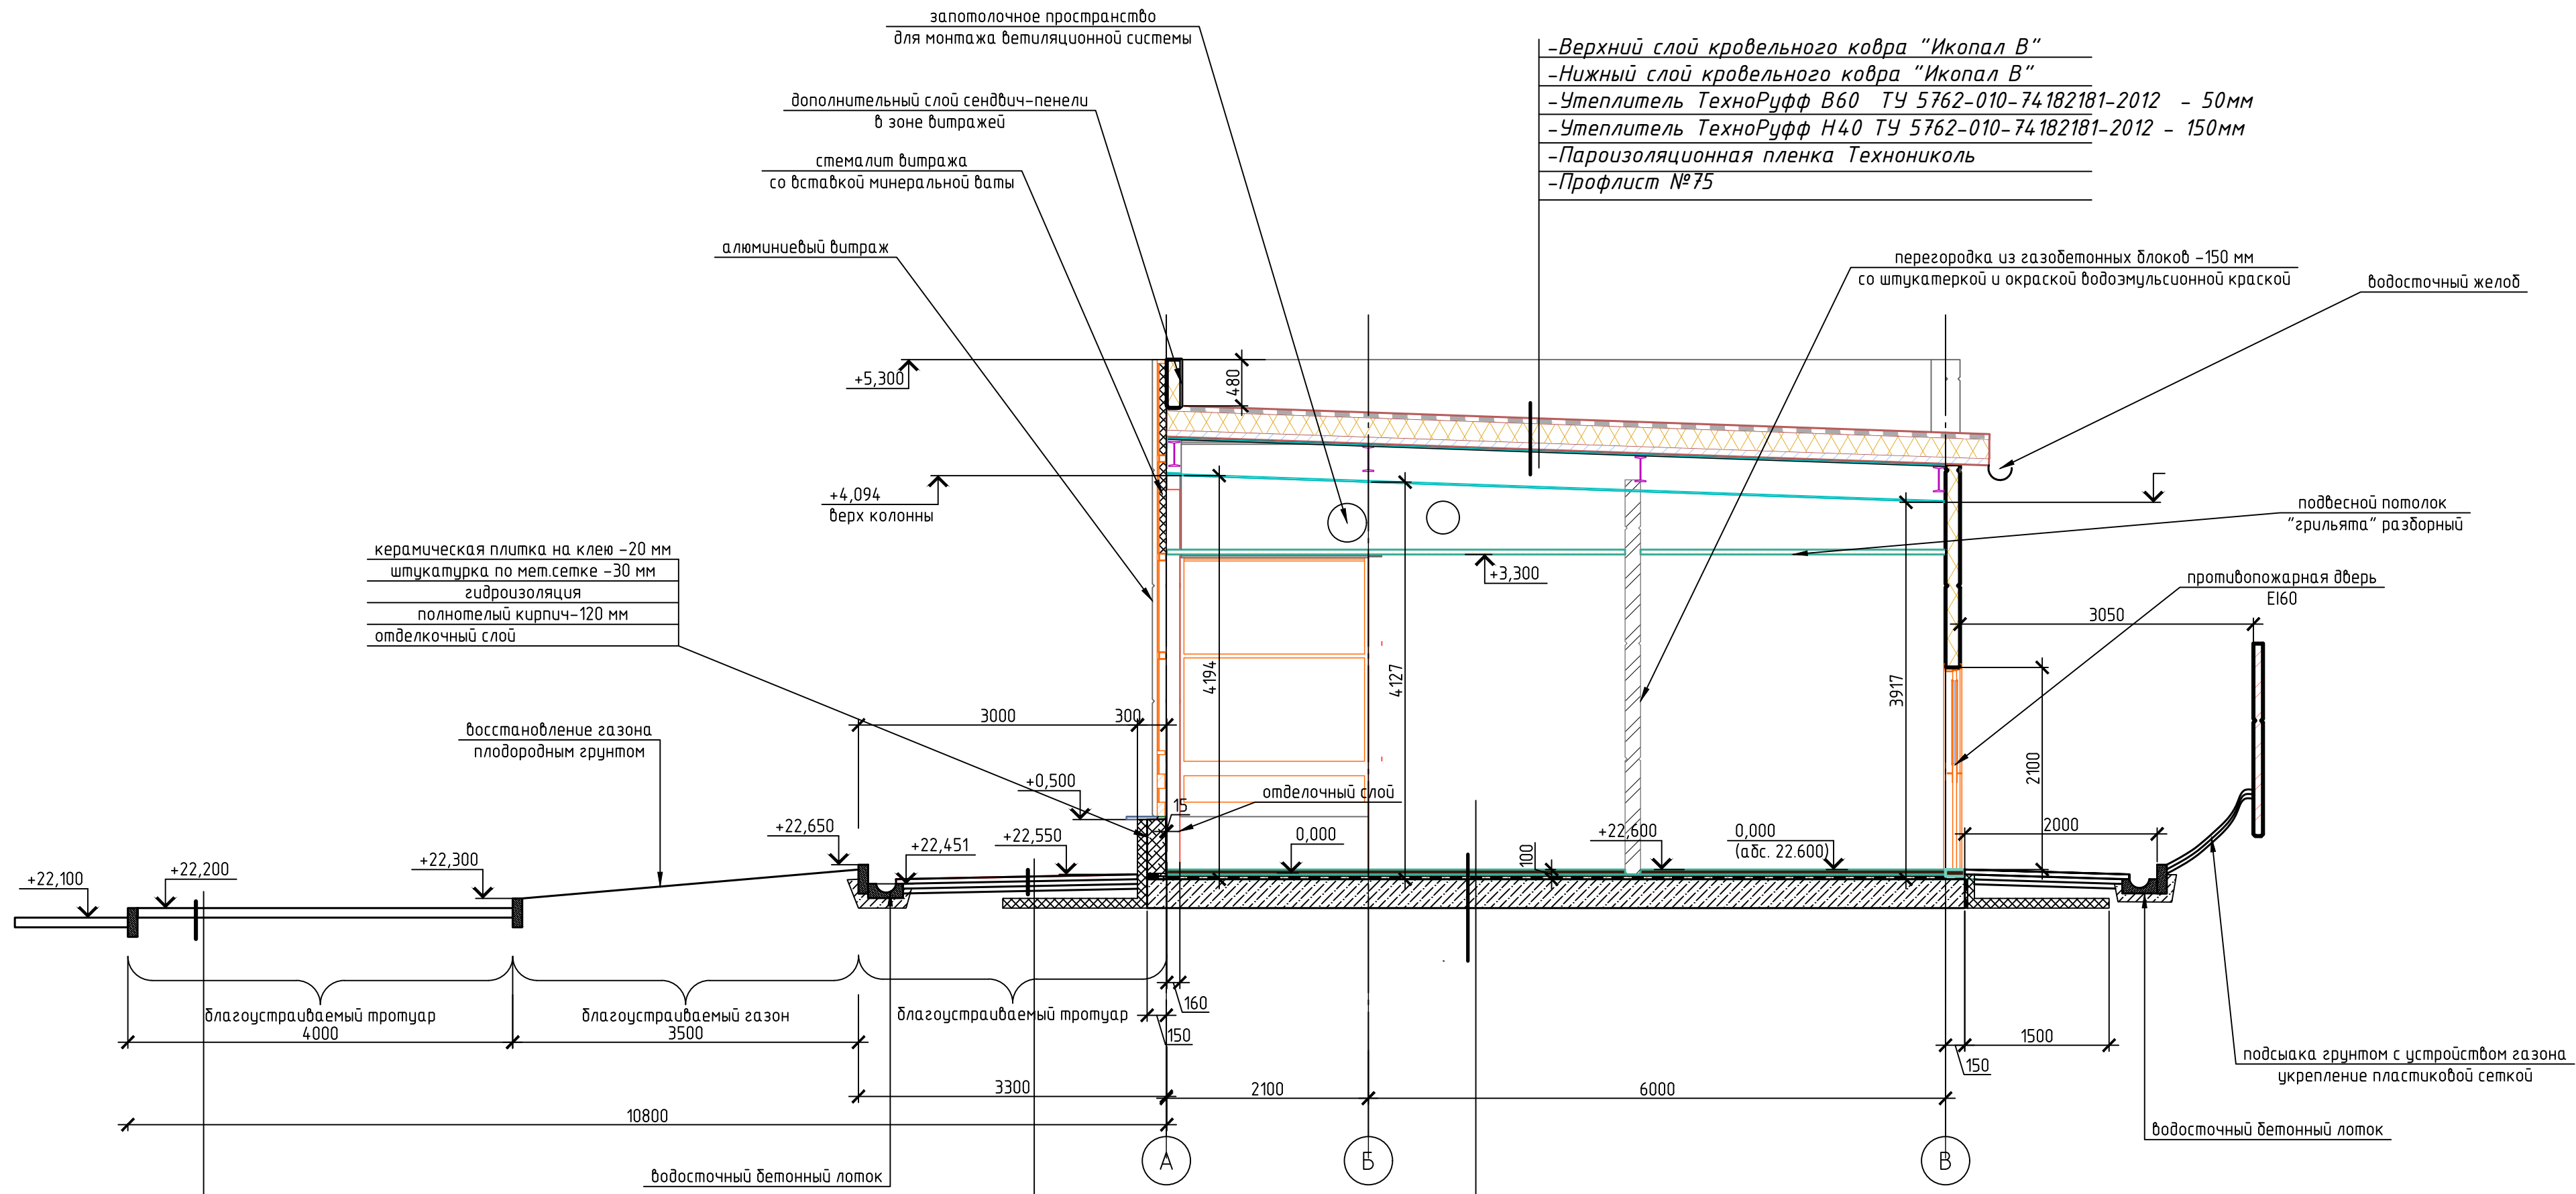 запотолочное пространство
для монтажа ветиляционной системы
-Верхний слой кровельного ковра "Икопал В"
-Нижный слой кровельного ковра "Икопал В"
-Утеплитель ТехноРуфф В60 ТУ 5762-010-74182181-2012 - 50мм
-Утеплитель ТехноРуфф Н40 ТУ 5762-010-74182181-2012 - 150мм
-Пароизоляционная пленка Технониколь
-Профлист №75
дополнительный слой сендвич-пенели
в зоне витражей
стемалит витража
со вставкой минеральной ваты
алюминиевый витраж
перегородка из газобетонных блоков -150 мм
со штукатеркой и окраской водоэмульсионной краской
водосточный желоб
+5,300
480
+4,094
верх колонны
подвесной потолок
"грильята" разборный
керамическая плитка на клею -20 мм
штукатурка по мет.сетке -30 мм
гидроизоляция
полнотелый кирпич-120 мм
отделкочный слой
+3,300
противопожарная дверь
EI60
3050
4194
4127
3917
3000
300
восстановление газона
плодородным грунтом
2100
+0,500
15
отделочный слой
+22,650
+22,451
+22,550
0,000
+22,600
0,000
(абс. 22.600)
2000
100
+22,300
+22,200
+22,100
160
благоустраиваемый тротуар
4000
благоустраиваемый газон
3500
благоустраиваемый тротуар
150
1500
150
подсыака грунтом с устройством газона
укрепление пластиковой сеткой
3300
2100
6000
10800
водосточный бетонный лоток
А
Б
В
водосточный бетонный лоток